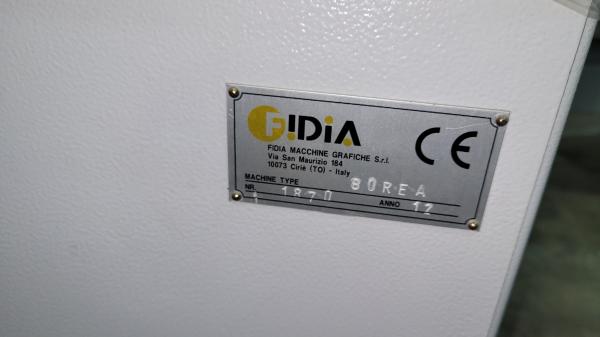 FIDIA
CE
FIDIA MACCHINE GRAFICHE S.r.l.
Via San Maurizio 184
10073 Ciriè (TO) - Italy
MACHINE TYPE BOREA
NR. 1 1870 ANNO 12